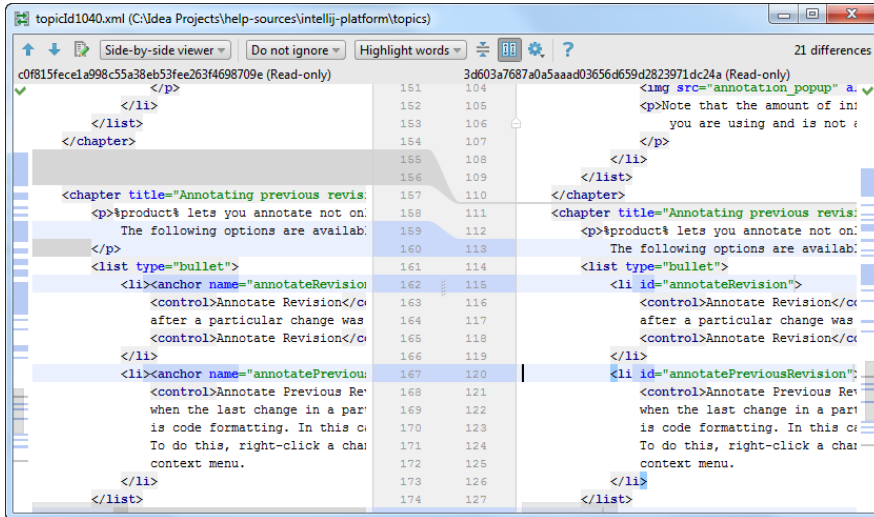 topicId1040.xml (C:\Idea Projects\help-sources\intellij-platform\topics)
Side-by-side viewer Do not ignore Highlight words ? 21 differences
c0f815fece1a998c55a38eb53fee263f4698709e (Read-only) 3d603a7687a0a5aaad03656d659d2823971dc24a (Read-only)
</p> 151 104 <img src="annotation_popup" a
</li> 152 105 <p>Note that the amount of in
</list> 153 106 you are using and is not a
</chapter> 154 107 </p>
155 108 </li>
156 109 </list>
<chapter title="Annotating previous revis 157 110 </chapter>
<p>%product% lets you annotate not on 158 111 <chapter title="Annotating previous revis
The following options are availab 159 112 <p>%product% lets you annotate not on
</p> 160 113 The following options are availab
<list type="bullet"> 161 114 <list type="bullet">
<li><anchor name="annotateRevision 162 115 <li id="annotateRevision">
<control>Annotate Revision</co 163 116 <control>Annotate Revision</co
after a particular change was 164 117 after a particular change was
<control>Annotate Revision</co 165 118 <control>Annotate Revision</co
</li> 166 119 </li>
<li><anchor name="annotatePrevious 167 120 <li id="annotatePreviousRevision">
<control>Annotate Previous Rev 168 121 <control>Annotate Previous Rev
when the last change in a part 169 122 when the last change in a part
is code formatting. In this ca 170 123 is code formatting. In this ca
To do this, right-click a chan 171 124 To do this, right-click a chan
context menu. 172 125 context menu.
</li> 173 126 </li>
</list> 174 127 </list>